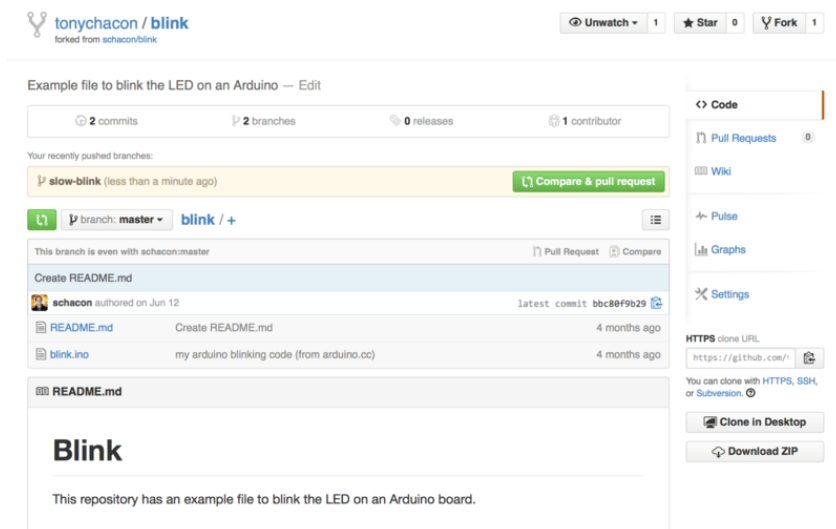 tonychacon / blink
forked from schacon/blink
Unwatch 1 Star 0 Fork 1
Example file to blink the LED on an Arduino — Edit
2 commits 2 branches 0 releases 1 contributor
Your recently pushed branches:
slow-blink (less than a minute ago) Compare & pull request
branch: master blink / +
This branch is even with schacon:master Pull Request Compare
Create README.md
schacon authored on Jun 12 latest commit bbc80f9b29
README.md Create README.md 4 months ago
blink.ino my arduino blinking code (from arduino.cc) 4 months ago
README.md
Blink
This repository has an example file to blink the LED on an Arduino board.
<> Code
Pull Requests 0
Wiki
Pulse
Graphs
Settings
HTTPS clone URL
https://github.com/
You can clone with HTTPS, SSH,
or Subversion.
Clone in Desktop
Download ZIP